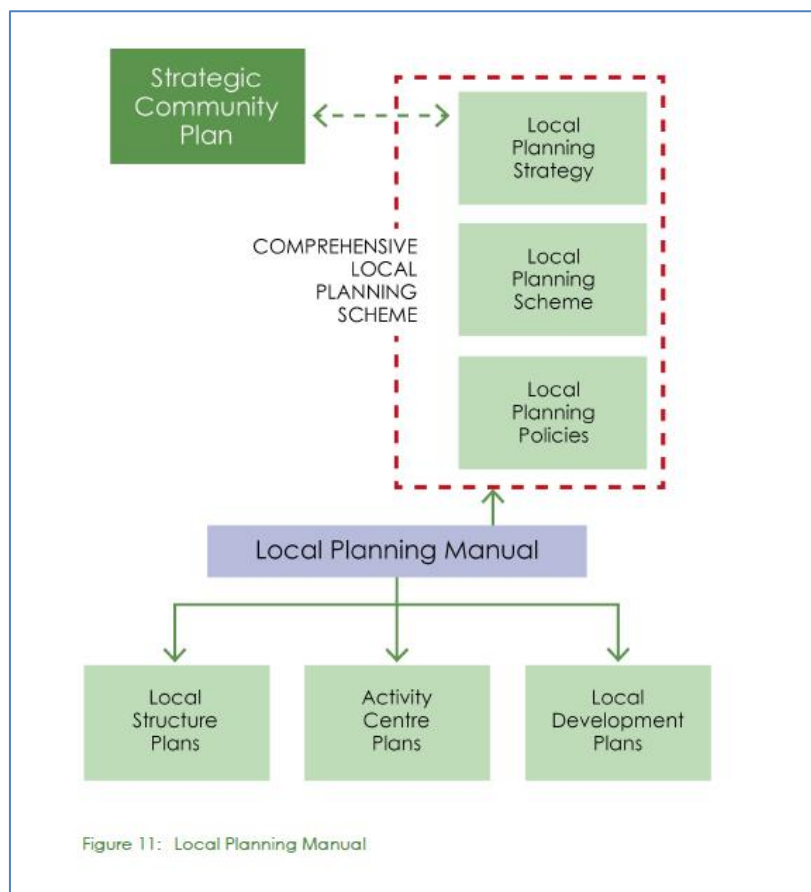 Strategic
Community
Plan
Local
Planning
Strategy
COMPREHENSIVE
LOCAL
PLANNING
SCHEME
Local
Planning
Scheme
Local
Planning
Policies
Local Planning Manual
Local
Structure
Plans
Activity
Centre
Plans
Local
Development
Plans
Figure 11: Local Planning Manual